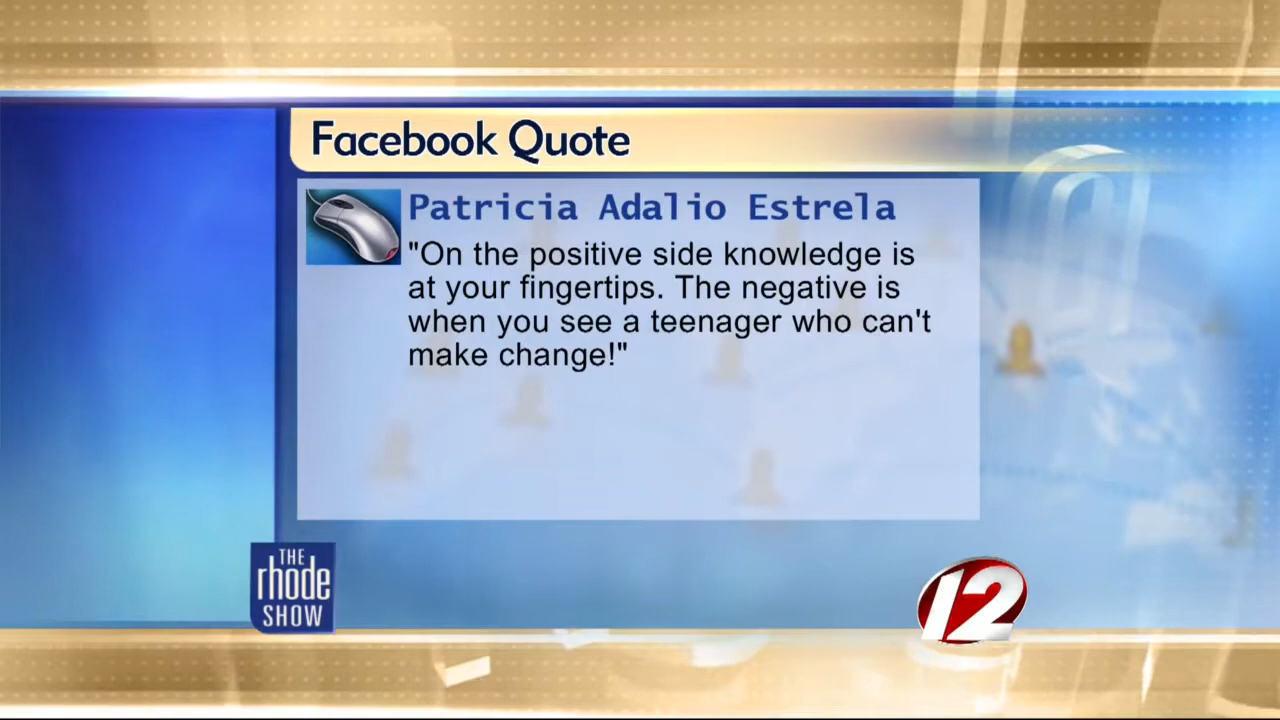 Facebook Quote
Patricia Adalio Estrela
"On the positive side knowledge is
at your fingertips. The negative is
when you see a teenager who can't
make change!"
THE
rhode
SHOW
12